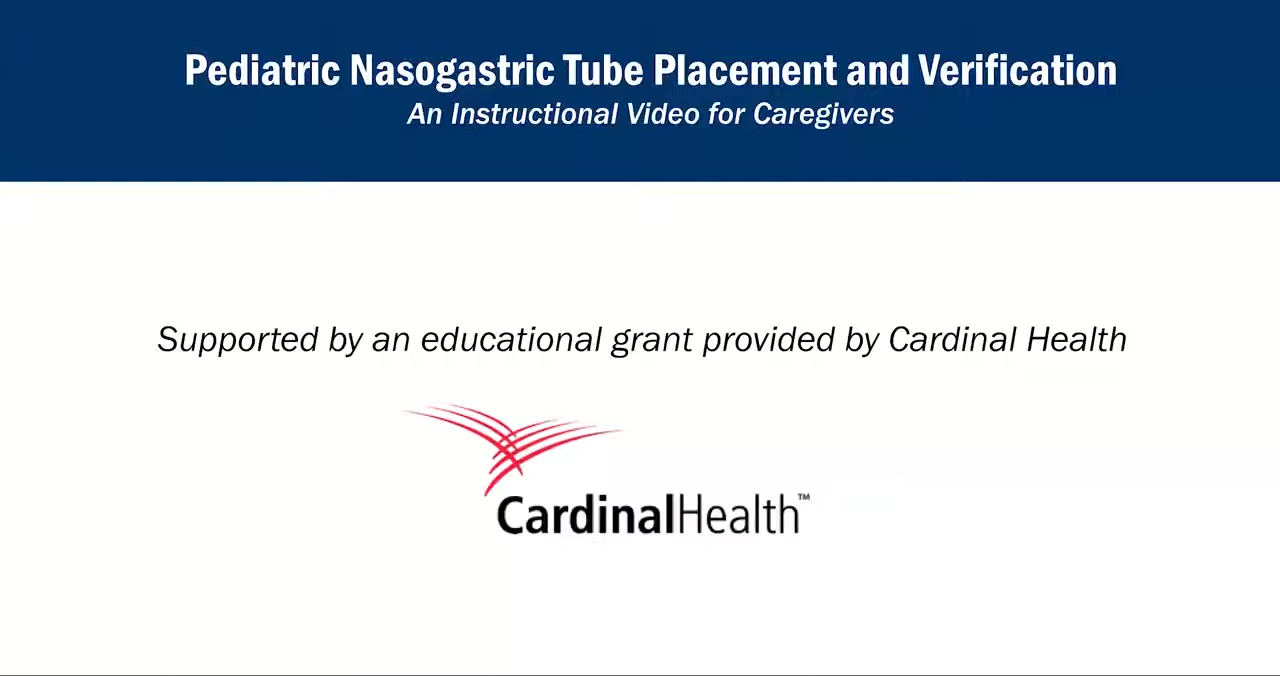 Pediatric Nasogastric Tube Placement and Verification
An Instructional Video for Caregivers
Supported by an educational grant provided by Cardinal Health
CardinalHealth™